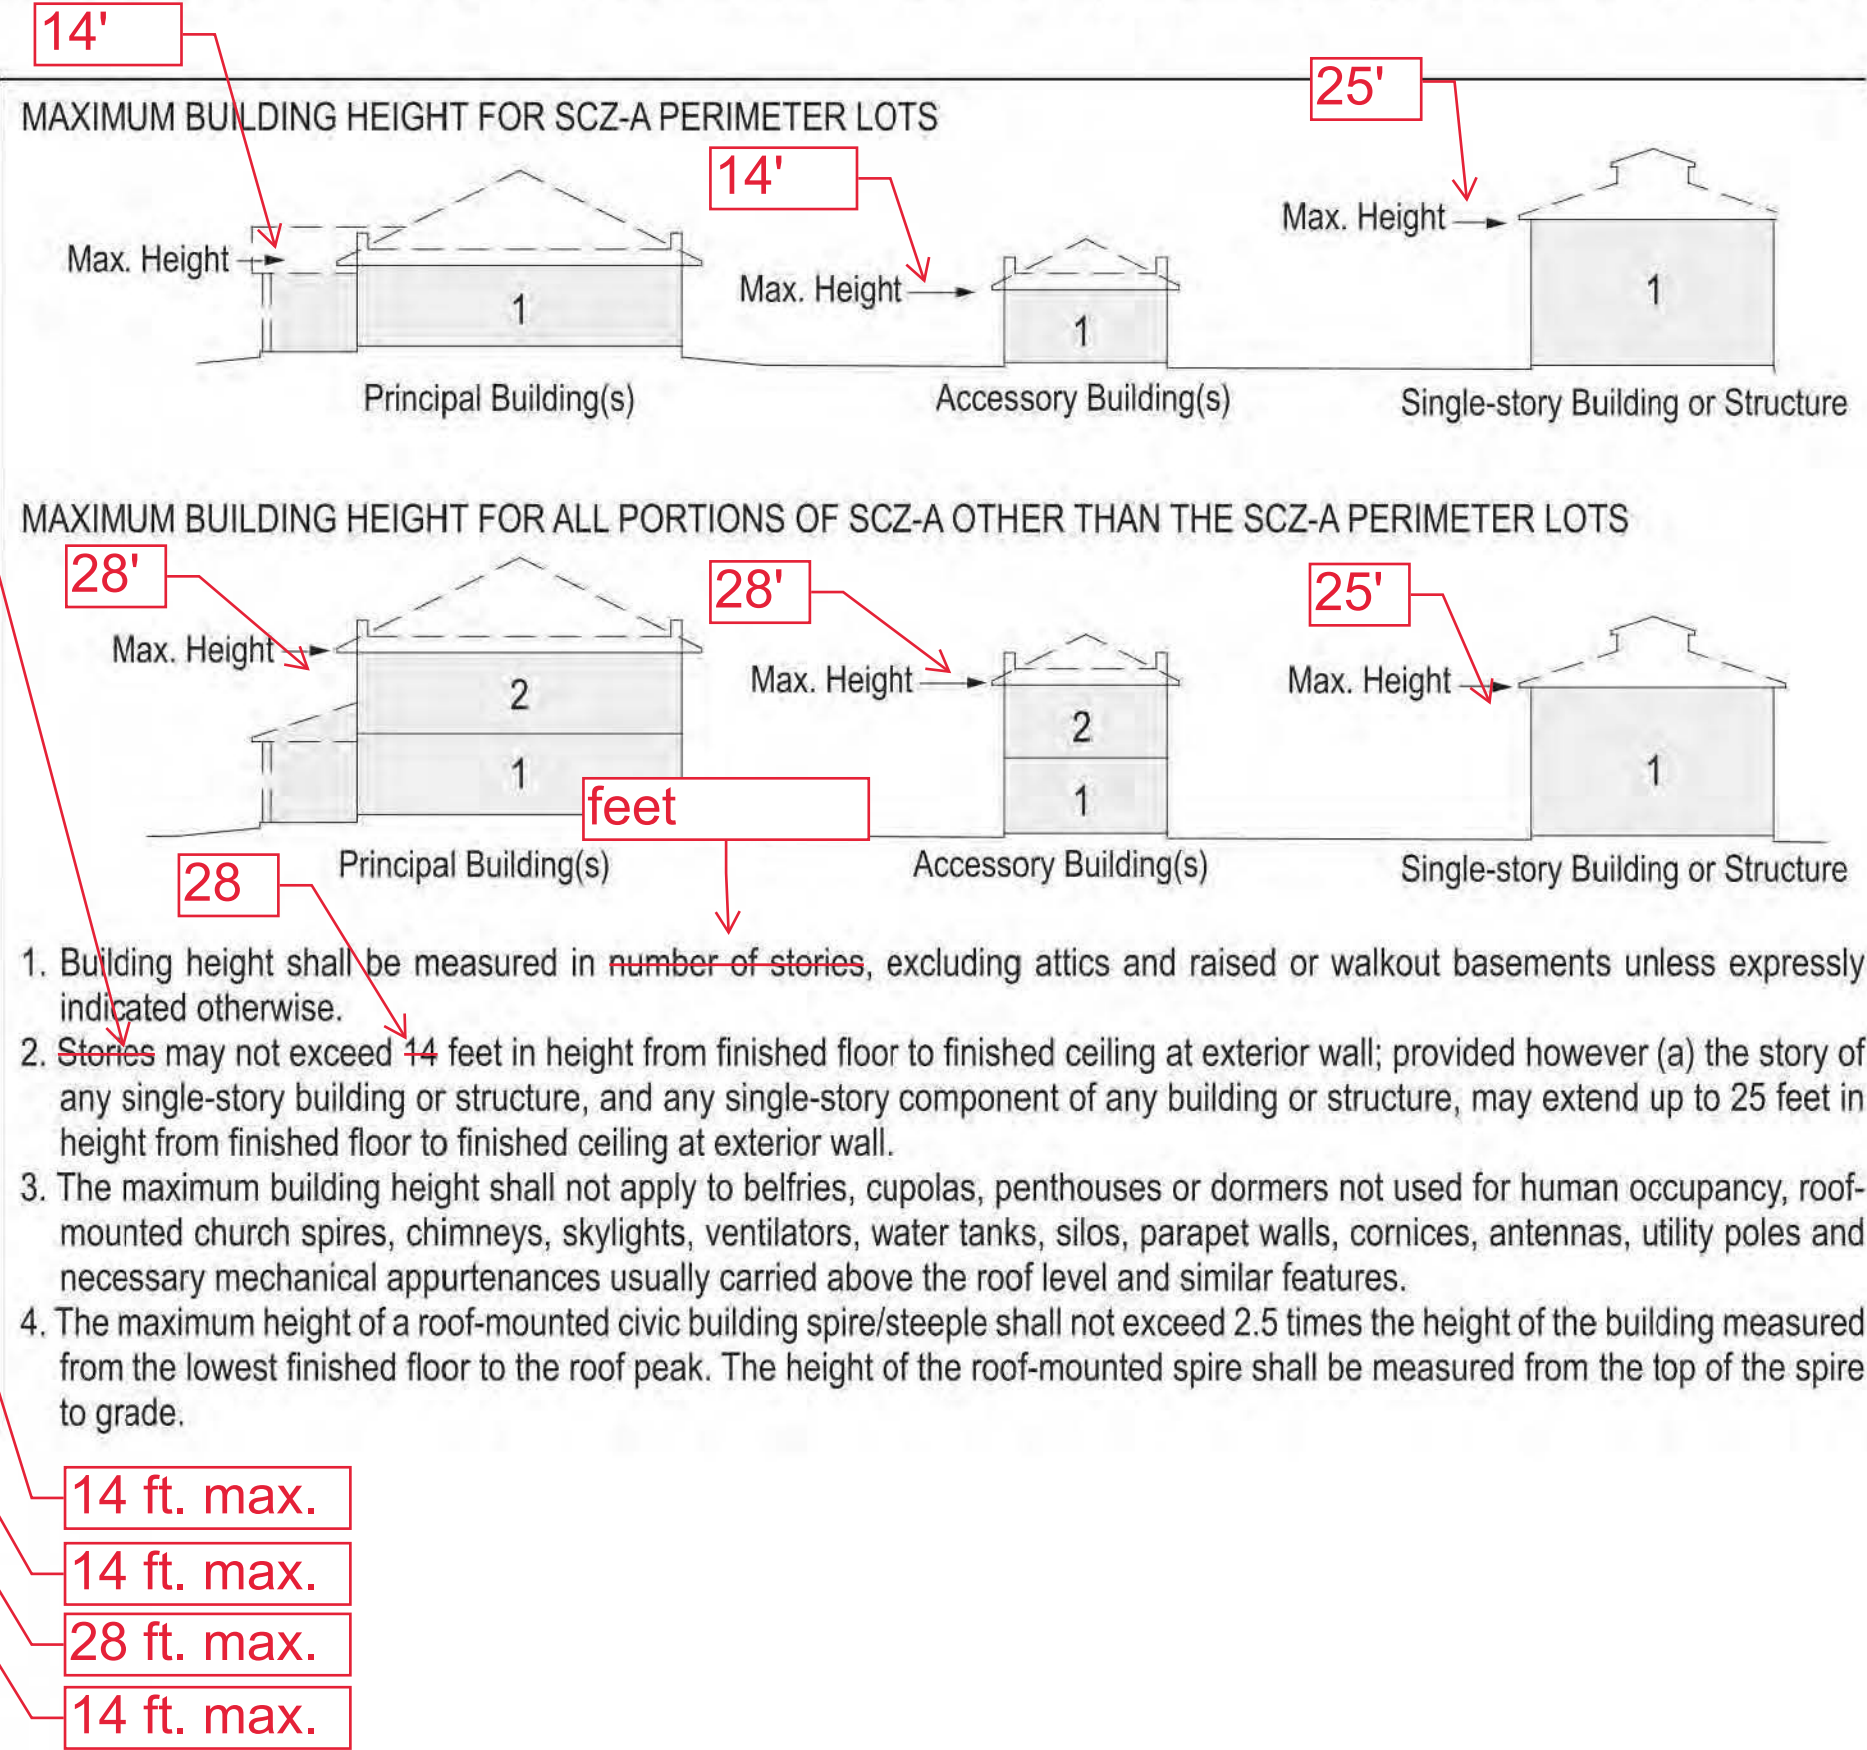 14'
25'
MAXIMUM BUILDING HEIGHT FOR SCZ-A PERIMETER LOTS
14'
Max. Height
Max. Height
Max. Height
1
1
1
Principal Building(s)
Accessory Building(s)
Single-story Building or Structure
MAXIMUM BUILDING HEIGHT FOR ALL PORTIONS OF SCZ-A OTHER THAN THE SCZ-A PERIMETER LOTS
28'
28'
25'
Max. Height
Max. Height
Max. Height
2
2
1
1
1
feet
28
Principal Building(s)
Accessory Building(s)
Single-story Building or Structure
1. Building height shall be measured in number of stories, excluding attics and raised or walkout basements unless expressly
indicated otherwise.
2. Stories may not exceed 14 feet in height from finished floor to finished ceiling at exterior wall; provided however (a) the story of
any single-story building or structure, and any single-story component of any building or structure, may extend up to 25 feet in
height from finished floor to finished ceiling at exterior wall.
3. The maximum building height shall not apply to belfries, cupolas, penthouses or dormers not used for human occupancy, roof-
mounted church spires, chimneys, skylights, ventilators, water tanks, silos, parapet walls, cornices, antennas, utility poles and
necessary mechanical appurtenances usually carried above the roof level and similar features.
4. The maximum height of a roof-mounted civic building spire/steeple shall not exceed 2.5 times the height of the building measured
from the lowest finished floor to the roof peak. The height of the roof-mounted spire shall be measured from the top of the spire
to grade.
14 ft. max.
14 ft. max.
28 ft. max.
14 ft. max.